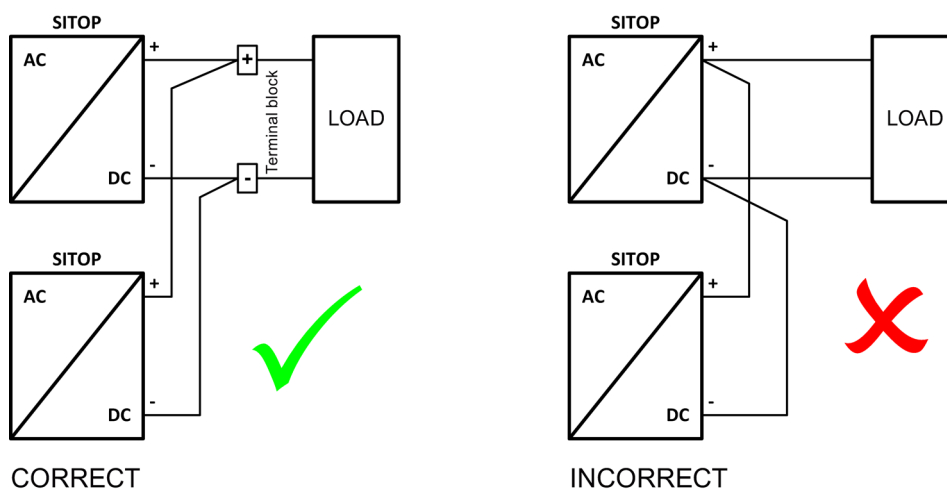 SITOP
AC
+
-
DC
+
-
Terminal block
LOAD
SITOP
AC
+
-
DC
CORRECT
SITOP
AC
+
-
DC
LOAD
SITOP
AC
+
-
DC
INCORRECT